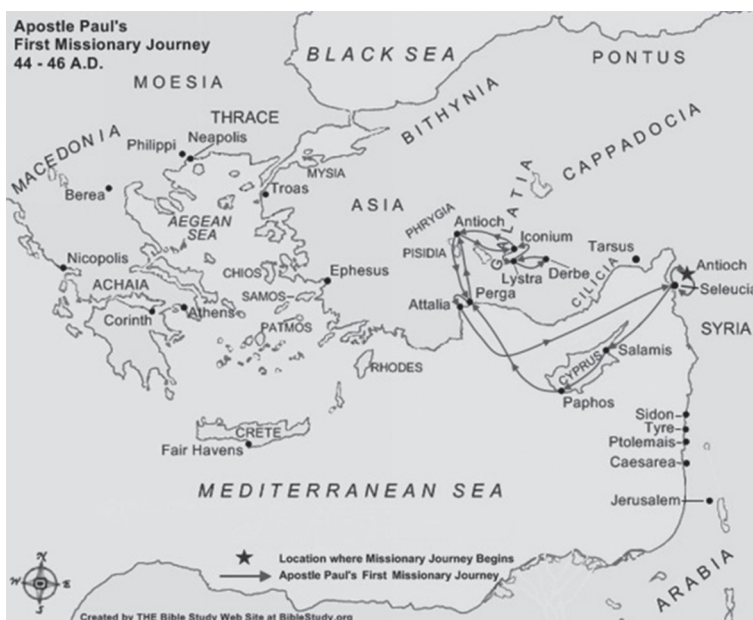 Apostle Paul's
First Missionary Journey
44 - 46 A.D.
BLACK SEA
PONTUS
MOESIA
THRACE
BITHYNIA
CAPPADOCIA
MACEDONIA
Philippi
Neapolis
MYSIA
Berea
Troas
ASIA
GALATIA
AEGEAN
SEA
PHRYGIA
Antioch
PISIDIA
Iconium
Tarsus
Nicopolis
CHIOS
Ephesus
Lystra
Derbe
CILICIA
Antioch
Seleucia
ACHAIA
SAMOS
Attalia
Perga
Corinth
Athens
PATMOS
SYRIA
RHODES
CYPRUS
Salamis
Paphos
CRETE
Fair Havens
Sidon
Tyre
Ptolemais
Caesarea
MEDITERRANEAN SEA
Jerusalem
ARABIA
N
W
E
S
Location where Missionary Journey Begins
Apostle Paul's First Missionary Journey
Created by THE Bible Study Web Site at BibleStudy.org